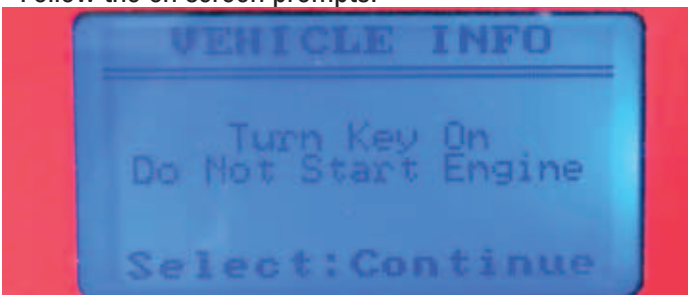 Follow the on-screen prompts.
VEHICLE INFO
Turn Key On
Do Not Start Engine
Select:Continue